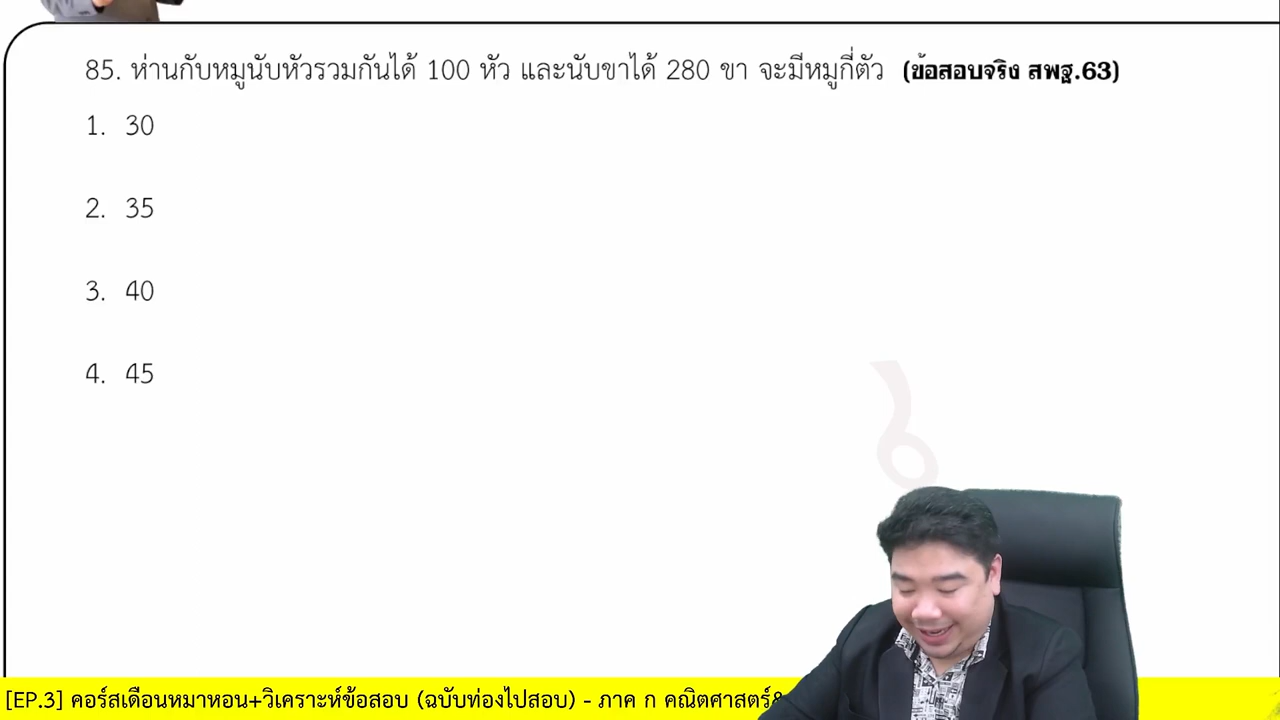 85. ห่านกับหมูนับหัวรวมกันได้ 100 หัว และนับขาได้ 280 ขา จะมีหมูกี่ตัว (ข้อสอบจริง สพฐ.63)
1. 30
2. 35
3. 40
4. 45
[EP.3] คอร์สเดือนหมาหอน+วิเคราะห์ข้อสอบ (ฉบับท่องไปสอบ) - ภาค ก คณิตศาสตร์&